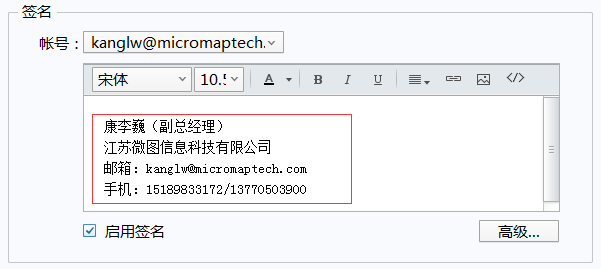 签名
帐号： kanglw@micromaptech.
宋体 10.5 A B I U </>
康李巍（副总经理）
江苏微图信息科技有限公司
邮箱：kanglw@micromaptech.com
手机：15189833172/13770503900
启用签名 高级...